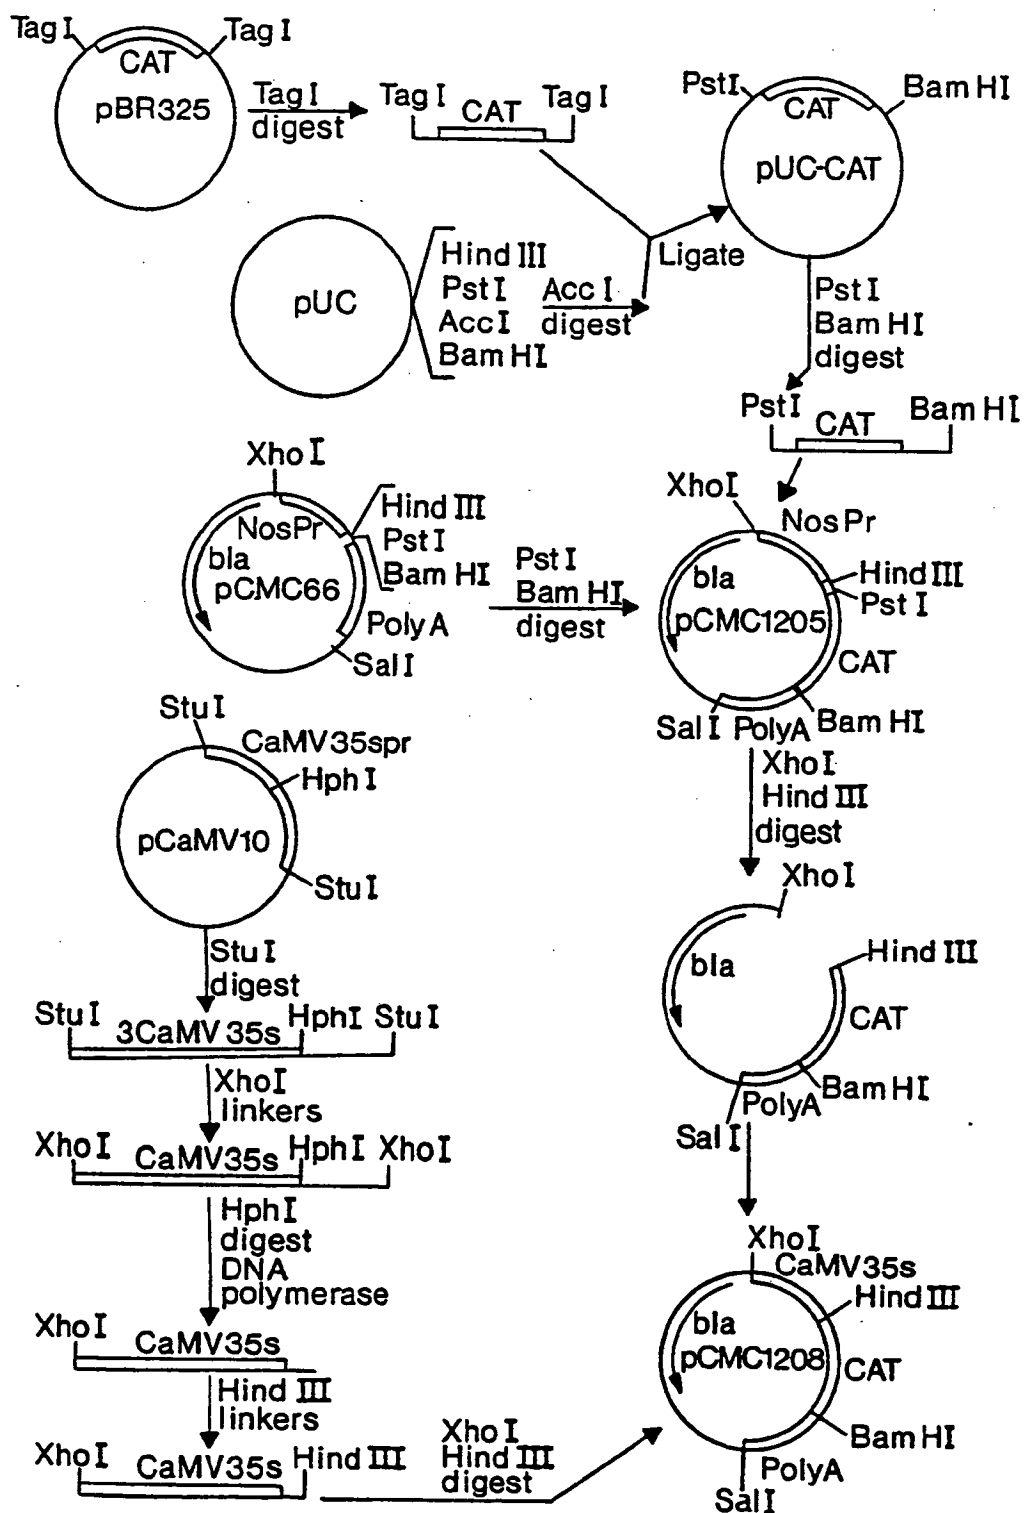 Tag I
Tag I
CAT
pBR325
Tag I
digest
Tag I
CAT
Tag I
PstI
CAT
Bam HI
pUC-CAT
pUC
Hind III
Pst I
Acc I
Bam HI
Acc I
digest
Ligate
Pst I
Bam HI
digest
PstI
CAT
Bam HI
Xho I
NosPr
bla
pCMC66
Hind III
Pst I
Bam HI
Poly A
Sal I
Pst I
Bam HI
digest
XhoI
NosPr
bla
pCMC1205
Hind III
Pst I
CAT
Bam HI
PolyA
Sal I
XhoI
Hind III
digest
XhoI
bla
Hind III
CAT
Bam HI
PolyA
Sal I
Stu I
CaMV35spr
Hph I
pCaMV10
Stu I
Stu I
digest
Stu I
3CaMV 35s
HphI
Stu I
XhoI
linkers
Xho I
CaMV35s
HphI
XhoI
HphI
digest
DNA
polymerase
XhoI
CaMV35s
Hind III
linkers
XhoI
CaMV35s
Hind III
Xho I
Hind III
digest
XhoI
CaMV35s
Hind III
bla
pCMC1208
CAT
Bam HI
PolyA
Sal I